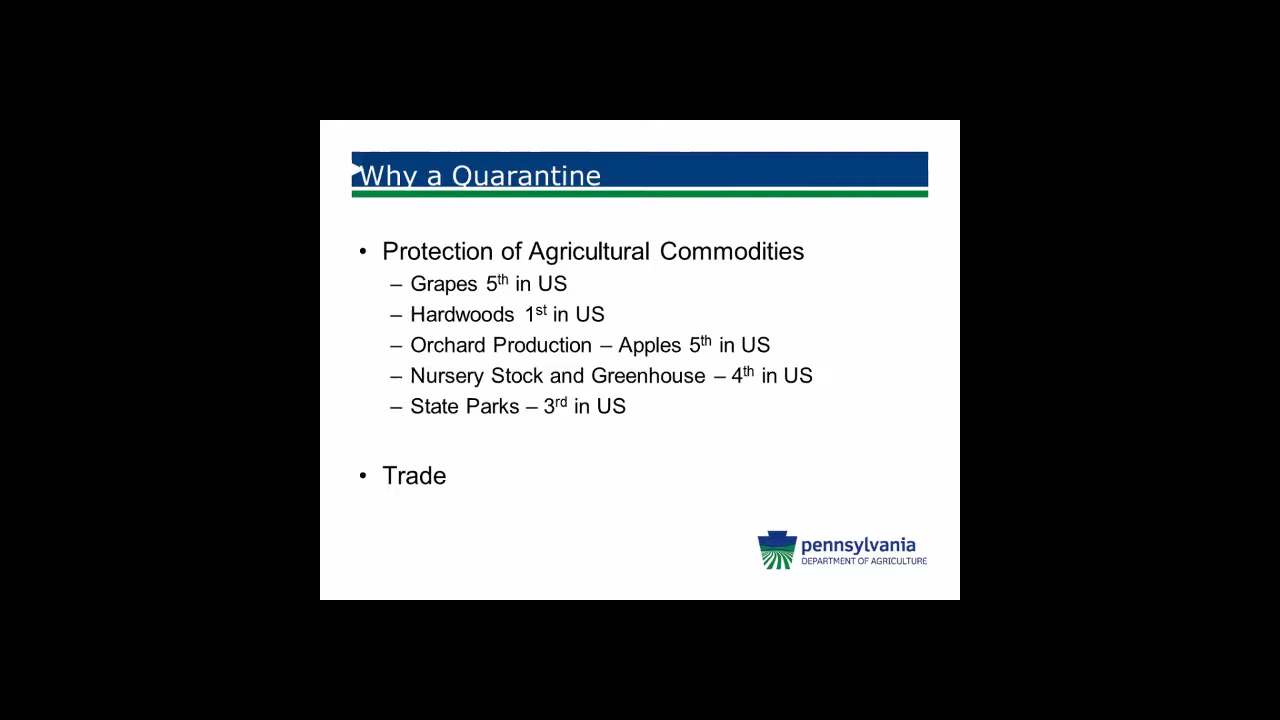 Why a Quarantine
• Protection of Agricultural Commodities
– Grapes 5th in US
– Hardwoods 1st in US
– Orchard Production – Apples 5th in US
– Nursery Stock and Greenhouse – 4th in US
– State Parks – 3rd in US
• Trade
pennsylvania
DEPARTMENT OF AGRICULTURE